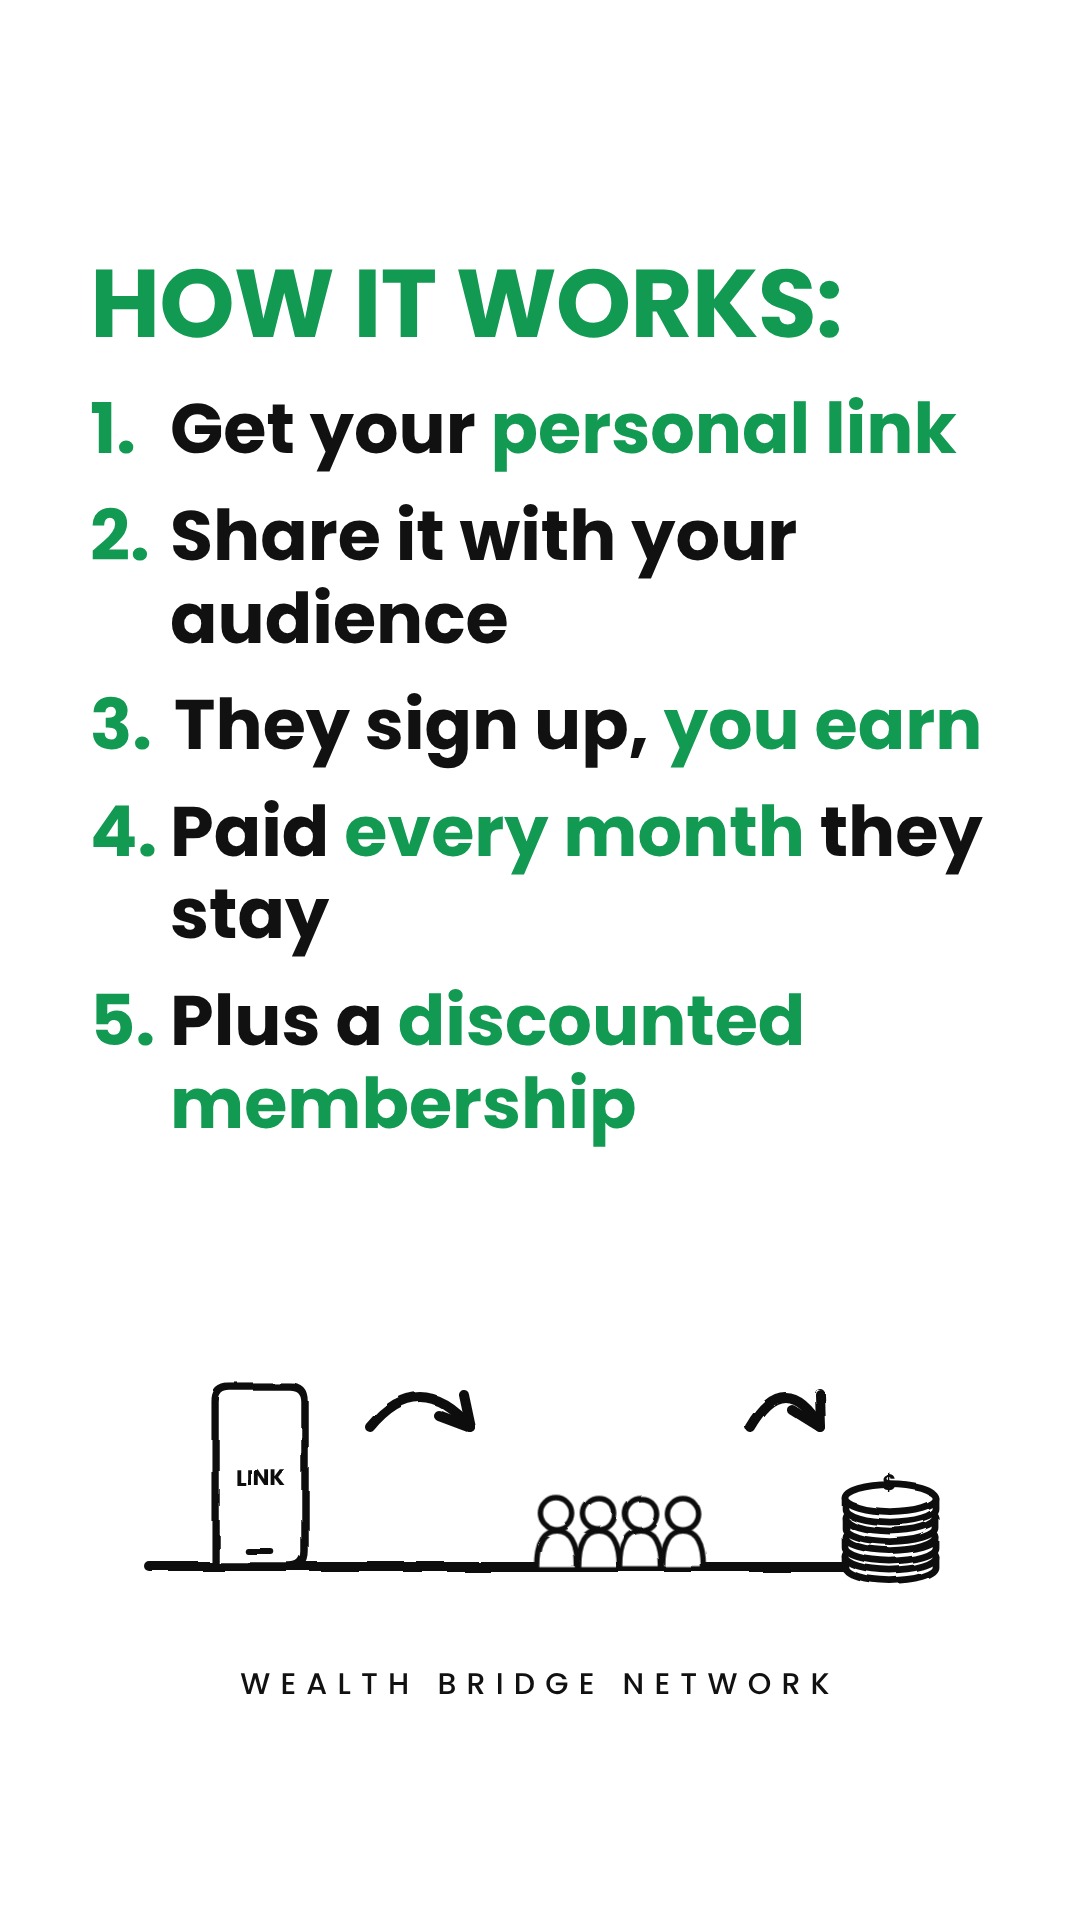 HOW IT WORKS:
1. Get your personal link
2. Share it with your
audience
3. They sign up, you earn
4. Paid every month they
stay
5. Plus a discounted
membership
LINK
$
WEALTH BRIDGE NETWORK